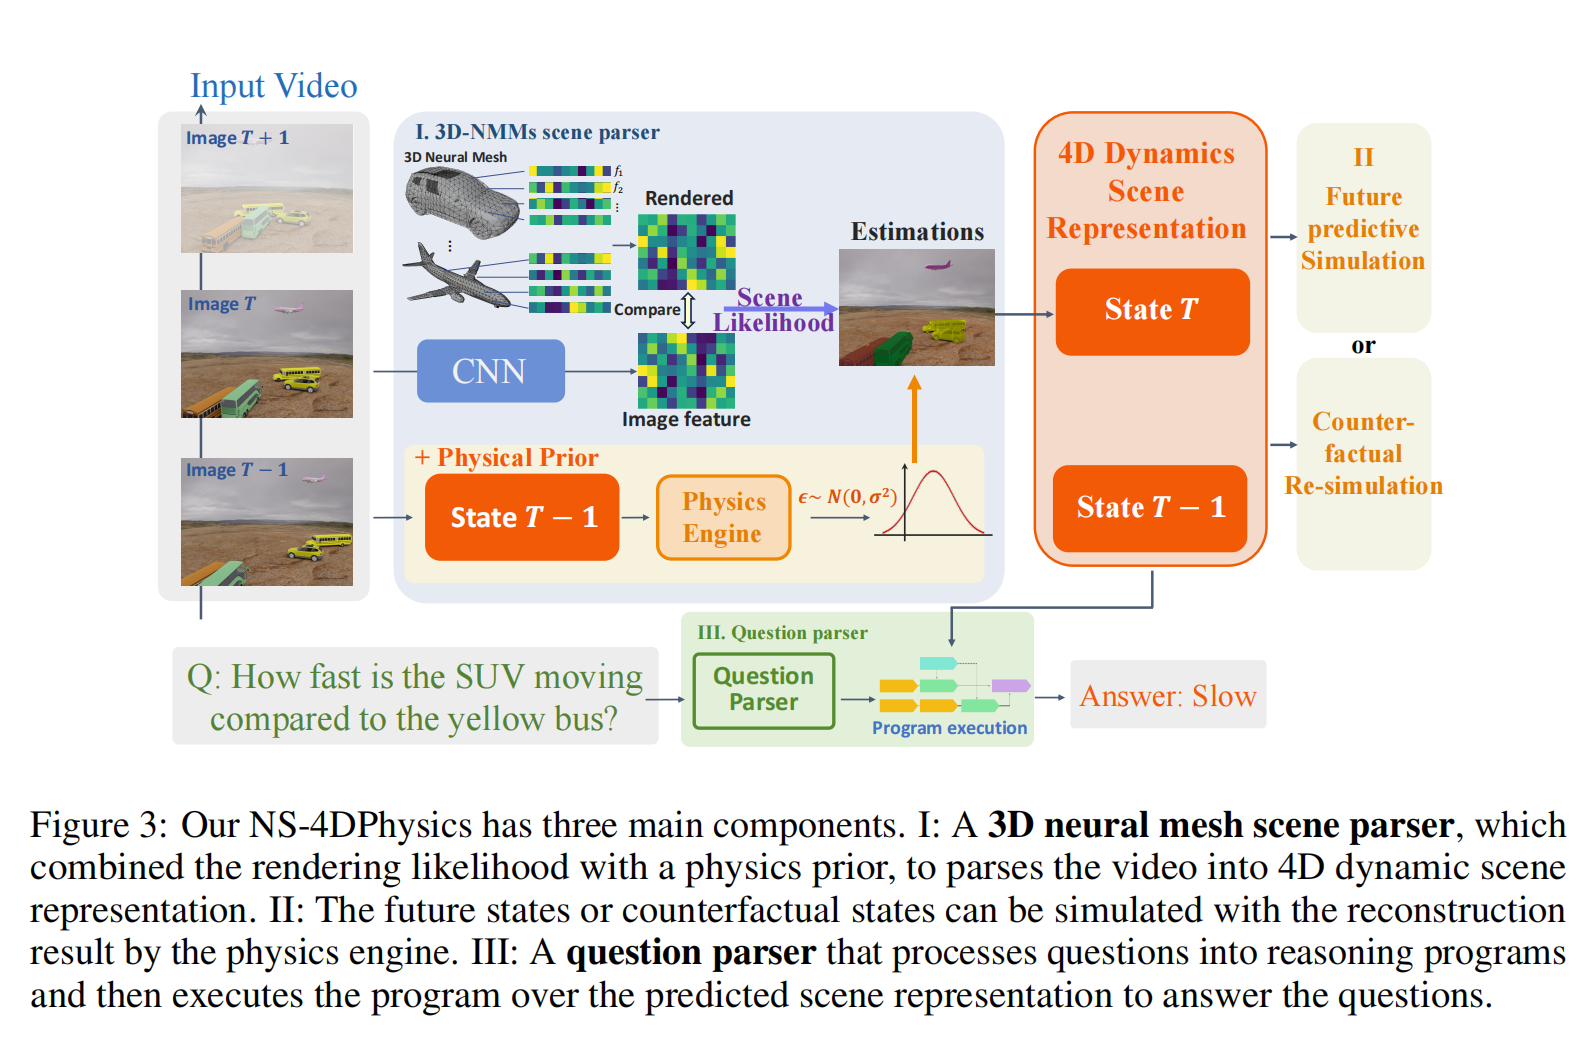 Input Video
Image T + 1
Image T
Image T − 1
I. 3D-NMMs scene parser
3D Neural Mesh
f1
f2
⋮
⋮
Rendered
Compare
CNN
Image feature
Scene
Likelihood
Estimations
+ Physical Prior
State T − 1
Physics
Engine
ϵ~ N(0, σ²)
4D Dynamics
Scene
Representation
State T
State T − 1
II
Future
predictive
Simulation
or
Counter-
factual
Re-simulation
Q: How fast is the SUV moving
compared to the yellow bus?
III. Question parser
Question
Parser
Program execution
Answer: Slow
Figure 3: Our NS-4DPhysics has three main components. I: A 3D neural mesh scene parser, which
combined the rendering likelihood with a physics prior, to parses the video into 4D dynamic scene
representation. II: The future states or counterfactual states can be simulated with the reconstruction
result by the physics engine. III: A question parser that processes questions into reasoning programs
and then executes the program over the predicted scene representation to answer the questions.